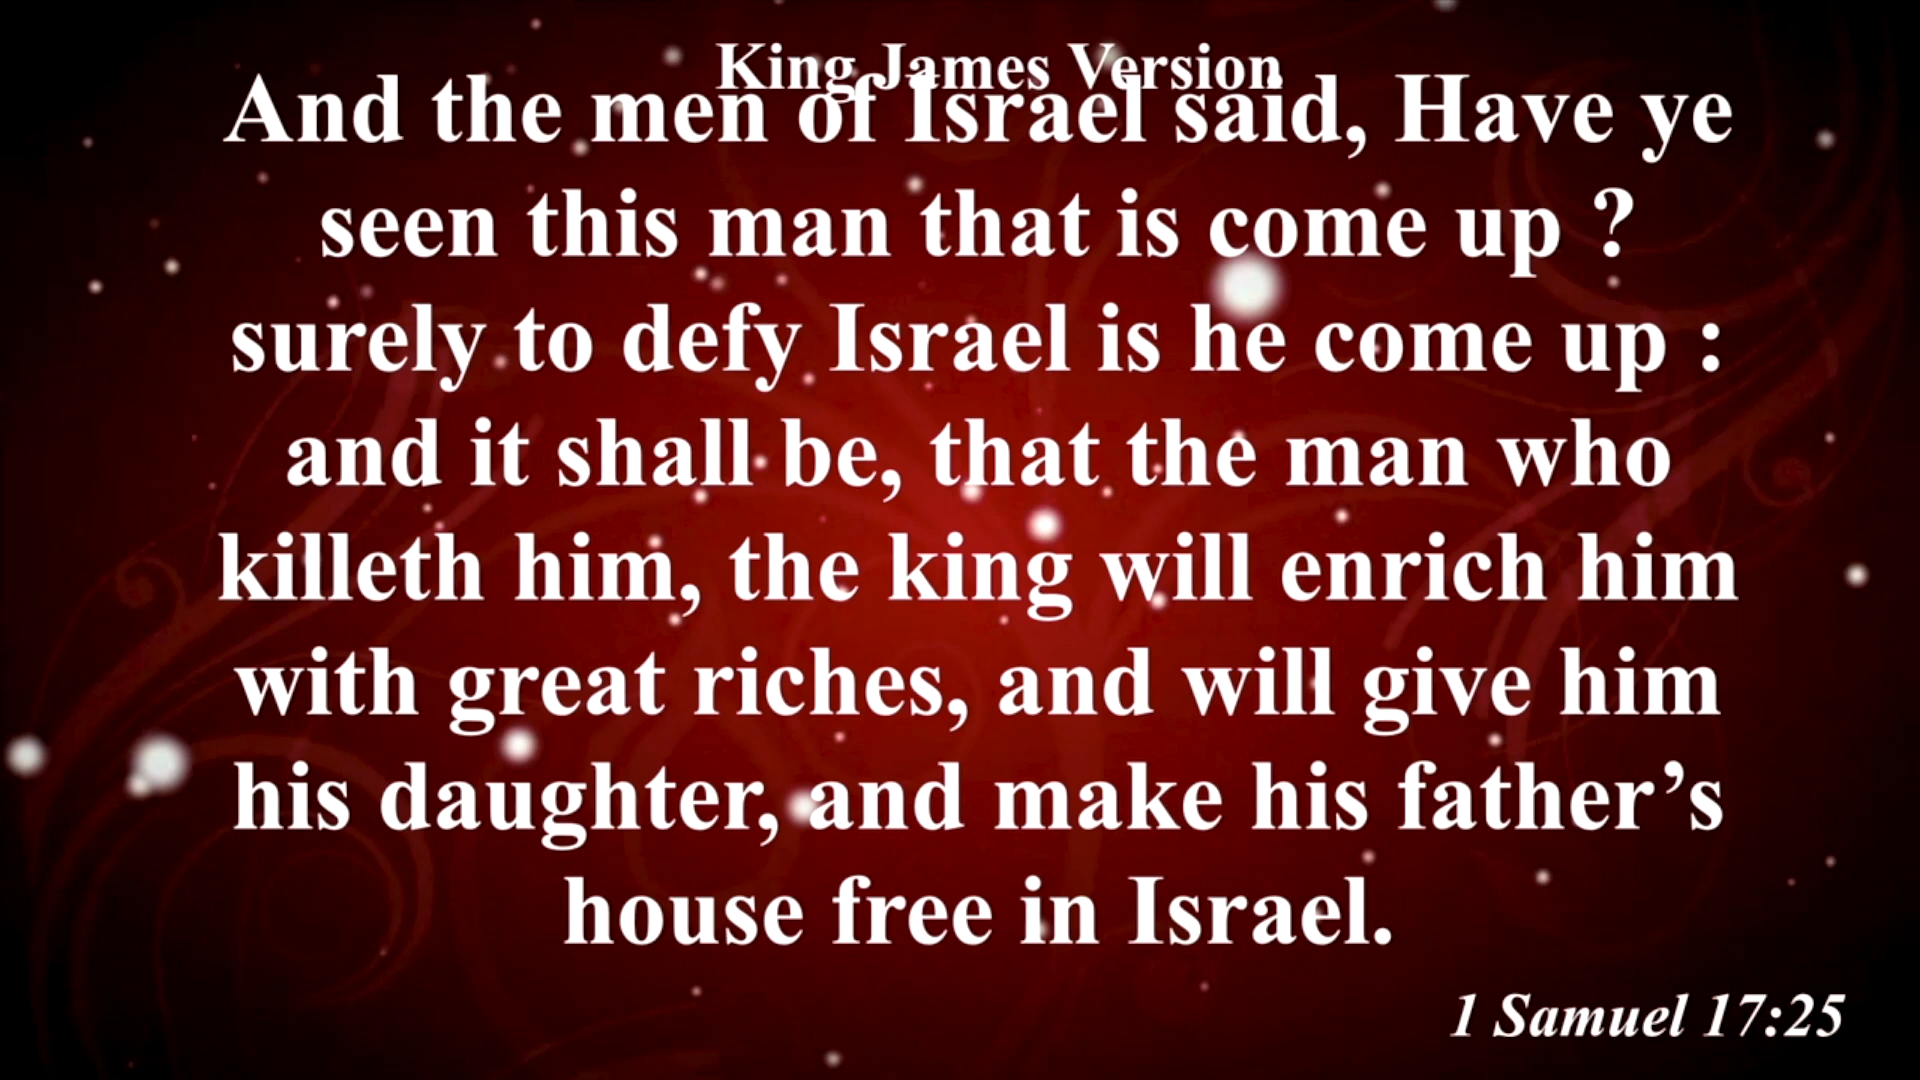 King James Version
And the men of Israel said, Have ye
seen this man that is come up ?
surely to defy Israel is he come up :
and it shall be, that the man who
killeth him, the king will enrich him
with great riches, and will give him
his daughter, and make his father’s
house free in Israel.
1 Samuel 17:25